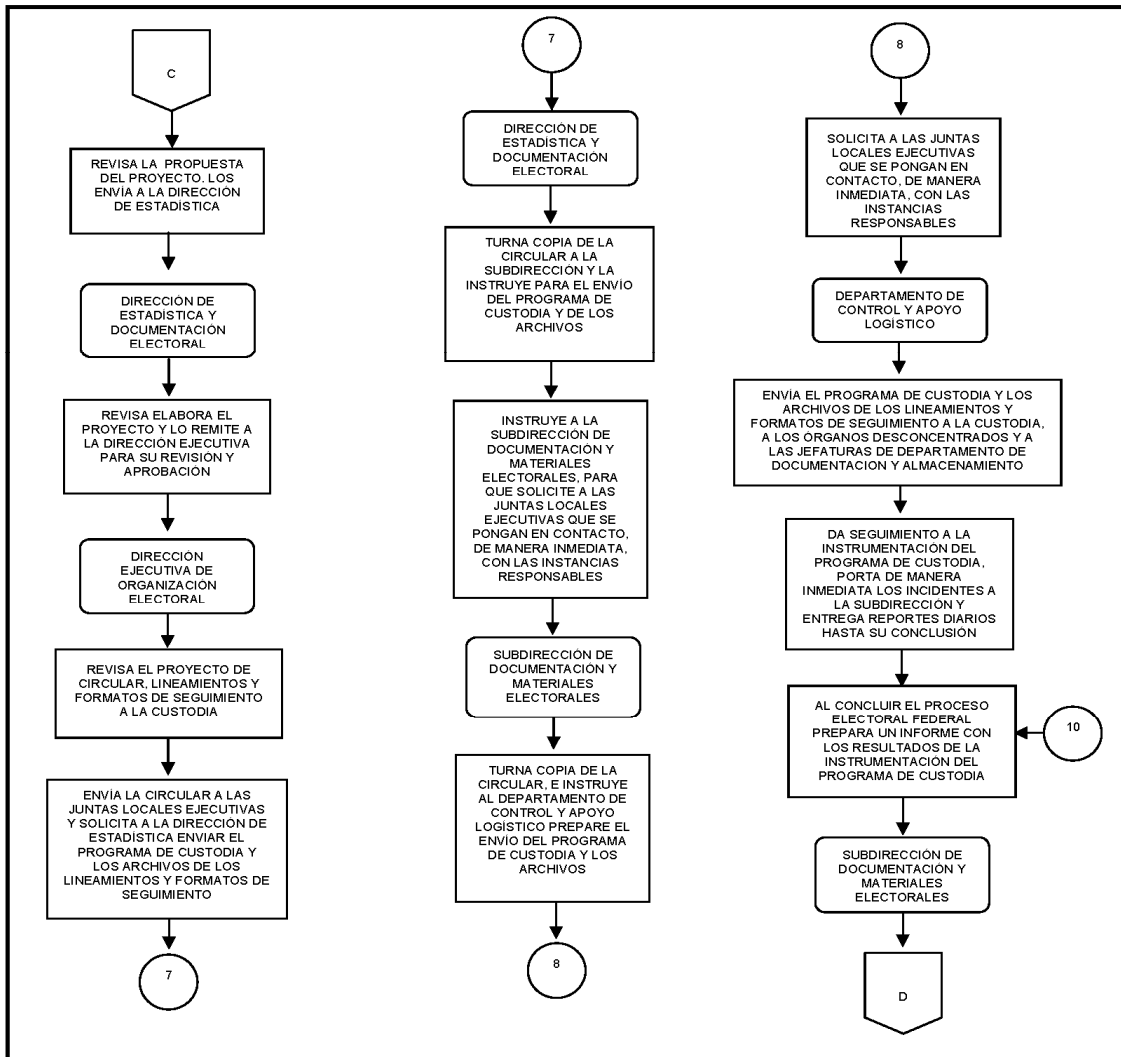 C
REVISA LA PROPUESTA
DEL PROYECTO. LOS
ENVÍA A LA DIRECCIÓN
DE ESTADÍSTICA
DIRECCIÓN DE
ESTADÍSTICA Y
DOCUMENTACIÓN
ELECTORAL
REVISA ELABORA EL
PROYECTO Y LO REMITE A
LA DIRECCIÓN EJECUTIVA
PARA SU REVISIÓN Y
APROBACIÓN
DIRECCIÓN
EJECUTIVA DE
ORGANIZACIÓN
ELECTORAL
REVISA EL PROYECTO DE
CIRCULAR, LINEAMIENTOS Y
FORMATOS DE SEGUIMIENTO
A LA CUSTODIA
ENVÍA LA CIRCULAR A LAS
JUNTAS LOCALES EJECUTIVAS
Y SOLICITA A LA DIRECCIÓN DE
ESTADÍSTICA ENVIAR EL
PROGRAMA DE CUSTODIA Y
LOS ARCHIVOS DE LOS
LINEAMIENTOS Y FORMATOS DE
SEGUIMIENTO
7
7
DIRECCIÓN DE
ESTADÍSTICA Y
DOCUMENTACIÓN
ELECTORAL
TURNA COPIA DE LA
CIRCULAR A LA
SUBDIRECCIÓN Y LA
INSTRUYE PARA EL ENVÍO
DEL PROGRAMA DE
CUSTODIA Y DE LOS
ARCHIVOS
INSTRUYE A LA
SUBDIRECCIÓN DE
DOCUMENTACIÓN Y
MATERIALES
ELECTORALES, PARA
QUE SOLICITE A LAS
JUNTAS LOCALES
EJECUTIVAS QUE SE
PONGAN EN CONTACTO,
DE MANERA INMEDIATA,
CON LAS INSTANCIAS
RESPONSABLES
SUBDIRECCIÓN DE
DOCUMENTACIÓN Y
MATERIALES
ELECTORALES
TURNA COPIA DE LA
CIRCULAR, E INSTRUYE
AL DEPARTAMENTO DE
CONTROL Y APOYO
LOGÍSTICO PREPARE EL
ENVÍO DEL PROGRAMA
DE CUSTODIA Y LOS
ARCHIVOS
8
8
SOLICITA A LAS JUNTAS
LOCALES EJECUTIVAS
QUE SE PONGAN EN
CONTACTO, DE MANERA
INMEDIATA, CON LAS
INSTANCIAS
RESPONSABLES
DEPARTAMENTO DE
CONTROL Y APOYO
LOGÍSTICO
ENVÍA EL PROGRAMA DE CUSTODIA Y LOS
ARCHIVOS DE LOS LINEAMIENTOS Y
FORMATOS DE SEGUIMIENTO A LA CUSTODIA,
A LOS ÓRGANOS DESCONCENTRADOS Y A
LAS JEFATURAS DE DEPARTAMENTO DE
DOCUMENTACION Y ALMACENAMIENTO
DA SEGUIMIENTO A LA
INSTRUMENTACIÓN DEL
PROGRAMA DE CUSTODIA,
PORTA DE MANERA
INMEDIATA LOS INCIDENTES A
LA SUBDIRECCIÓN Y
ENTREGA REPORTES DIARIOS
HASTA SU CONCLUSIÓN
AL CONCLUIR EL PROCESO
ELECTORAL FEDERAL
PREPARA UN INFORME CON
LOS RESULTADOS DE LA
INSTRUMENTACIÓN DEL
PROGRAMA DE CUSTODIA
10
SUBDIRECCIÓN DE
DOCUMENTACIÓN Y
MATERIALES
ELECTORALES
D